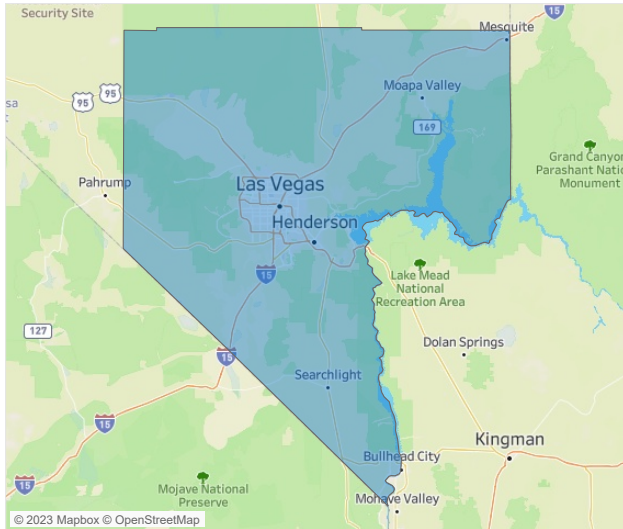 Security Site
15
Mesquite
95
95
Moapa Valley
169
Grand Canyon
Parashant Natio
Monument
Pahrump
Las Vegas
Henderson
15
Lake Mead
National
Recreation Area
127
Dolan Springs
15
Searchlight
15
Kingman
Bullhead City
15
Mojave National
Preserve
Mohave Valley
© 2023 Mapbox © OpenStreetMap